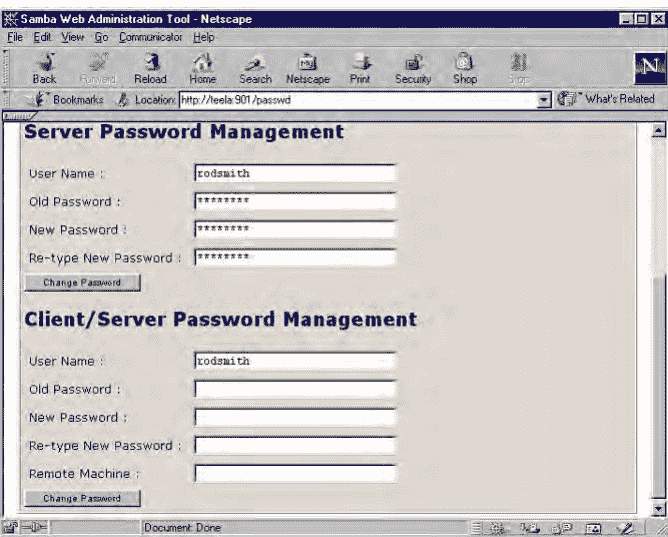 Samba Web Administration Tool - Netscape
File Edit View Go Communicator Help
Back Forward Reload Home Search Netscape Print Security Shop Stop
Bookmarks Location: http://teela:901/passwd What's Related
Server Password Management
User Name : rodsmith
Old Password : ********
New Password : ********
Re-type New Password : ********
Change Password
Client/Server Password Management
User Name : rodsmith
Old Password :
New Password :
Re-type New Password :
Remote Machine :
Change Password
Document: Done